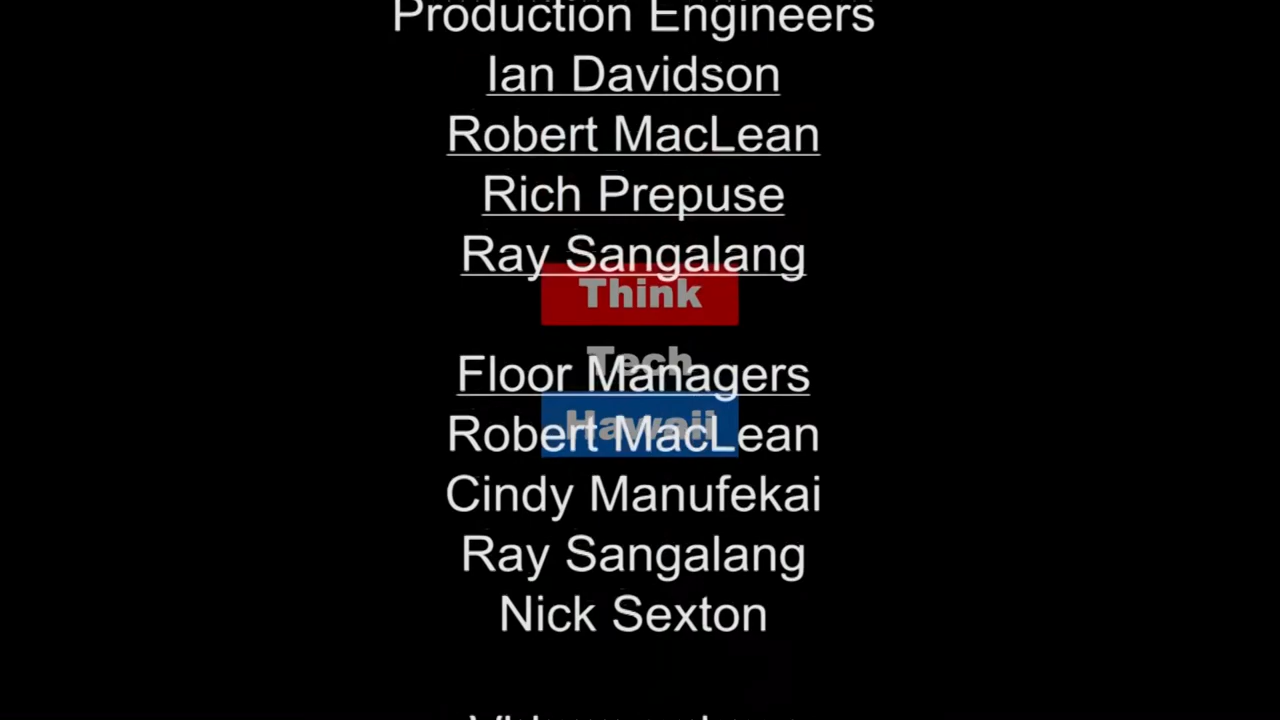 Production Engineers
Ian Davidson
Robert MacLean
Rich Prepuse
Ray Sangalang
Think
Tech
Floor Managers
Hawaii
Robert MacLean
Cindy Manufekai
Ray Sangalang
Nick Sexton